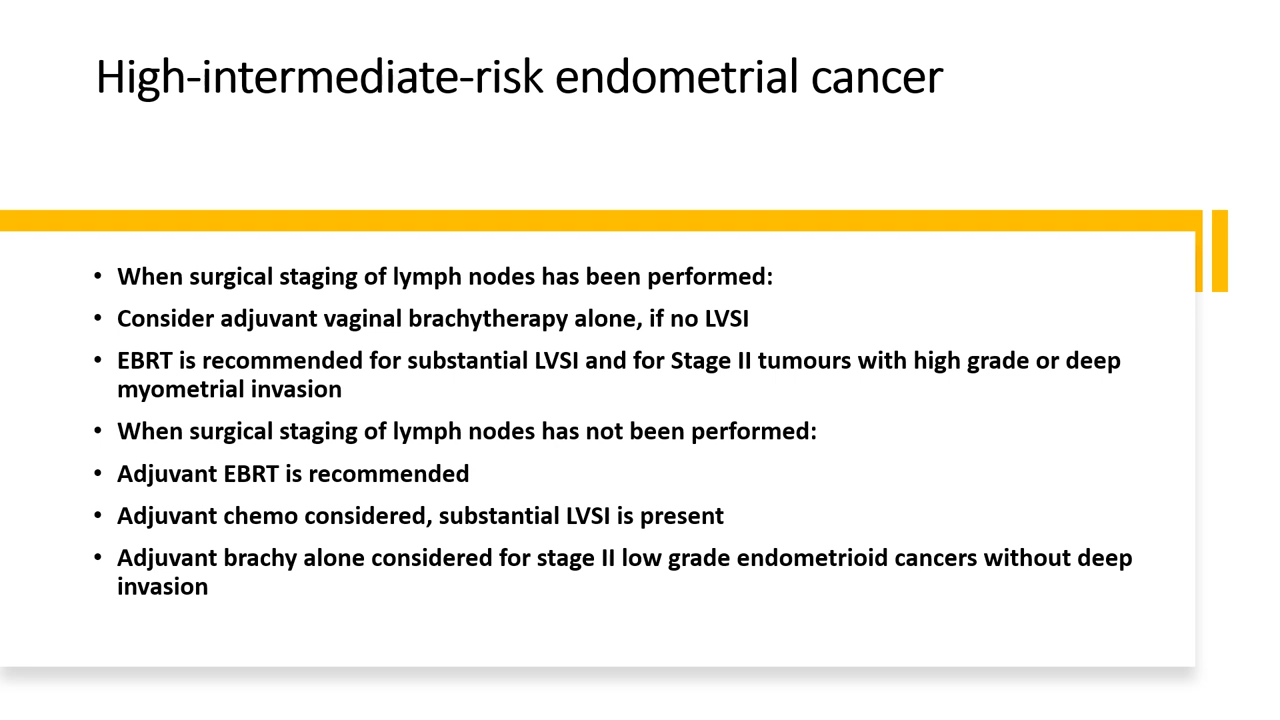 High-intermediate-risk endometrial cancer
• When surgical staging of lymph nodes has been performed:
• Consider adjuvant vaginal brachytherapy alone, if no LVSI
• EBRT is recommended for substantial LVSI and for Stage II tumours with high grade or deep
myometrial invasion
• When surgical staging of lymph nodes has not been performed:
• Adjuvant EBRT is recommended
• Adjuvant chemo considered, substantial LVSI is present
• Adjuvant brachy alone considered for stage II low grade endometrioid cancers without deep
invasion